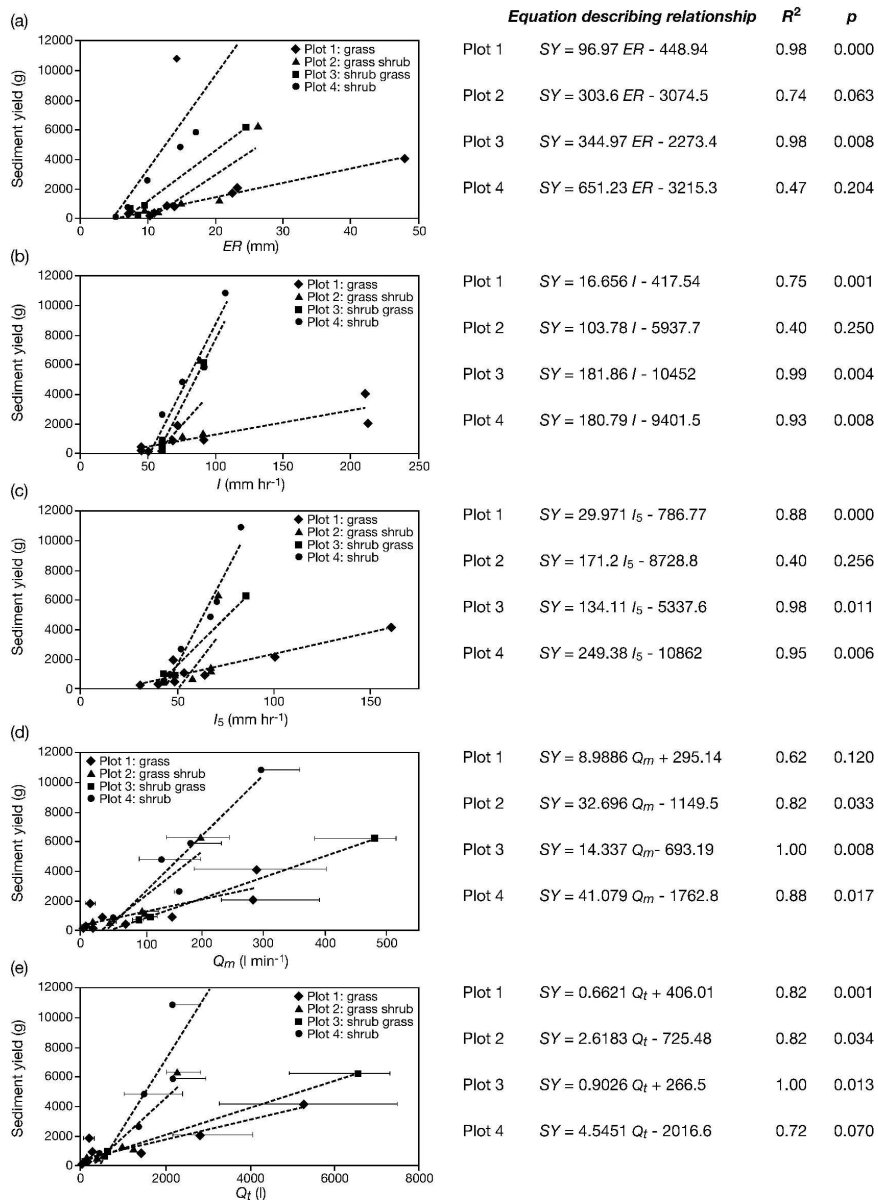 Equation describing relationship R² p
(a)
Sediment yield (g)
12000
10000
8000
6000
4000
2000
0
Plot 1: grass
Plot 2: grass shrub
Plot 3: shrub grass
Plot 4: shrub
0 10 20 30 40 50
ER (mm)
Plot 1 SY = 96.97 ER - 448.94 0.98 0.000
Plot 2 SY = 303.6 ER - 3074.5 0.74 0.063
Plot 3 SY = 344.97 ER - 2273.4 0.98 0.008
Plot 4 SY = 651.23 ER - 3215.3 0.47 0.204
(b)
Sediment yield (g)
12000
10000
8000
6000
4000
2000
0
Plot 1: grass
Plot 2: grass shrub
Plot 3: shrub grass
Plot 4: shrub
0 50 100 150 200 250
I (mm hr⁻¹)
Plot 1 SY = 16.656 I - 417.54 0.75 0.001
Plot 2 SY = 103.78 I - 5937.7 0.40 0.250
Plot 3 SY = 181.86 I - 10452 0.99 0.004
Plot 4 SY = 180.79 I - 9401.5 0.93 0.008
(c)
Sediment yield (g)
12000
10000
8000
6000
4000
2000
0
Plot 1: grass
Plot 2: grass shrub
Plot 3: shrub grass
Plot 4: shrub
0 50 100 150
I₅ (mm hr⁻¹)
Plot 1 SY = 29.971 I₅ - 786.77 0.88 0.000
Plot 2 SY = 171.2 I₅ - 8728.8 0.40 0.256
Plot 3 SY = 134.11 I₅ - 5337.6 0.98 0.011
Plot 4 SY = 249.38 I₅ - 10862 0.95 0.006
(d)
Sediment yield (g)
12000
10000
8000
6000
4000
2000
0
Plot 1: grass
Plot 2: grass shrub
Plot 3: shrub grass
Plot 4: shrub
0 100 200 300 400 500
Qm (l min⁻¹)
Plot 1 SY = 8.9886 Qm + 295.14 0.62 0.120
Plot 2 SY = 32.696 Qm - 1149.5 0.82 0.033
Plot 3 SY = 14.337 Qm- 693.19 1.00 0.008
Plot 4 SY = 41.079 Qm - 1762.8 0.88 0.017
(e)
Sediment yield (g)
12000
10000
8000
6000
4000
2000
0
Plot 1: grass
Plot 2: grass shrub
Plot 3: shrub grass
Plot 4: shrub
0 2000 4000 6000 8000
Qt (l)
Plot 1 SY = 0.6621 Qt + 406.01 0.82 0.001
Plot 2 SY = 2.6183 Qt - 725.48 0.82 0.034
Plot 3 SY = 0.9026 Qt + 266.5 1.00 0.013
Plot 4 SY = 4.5451 Qt - 2016.6 0.72 0.070